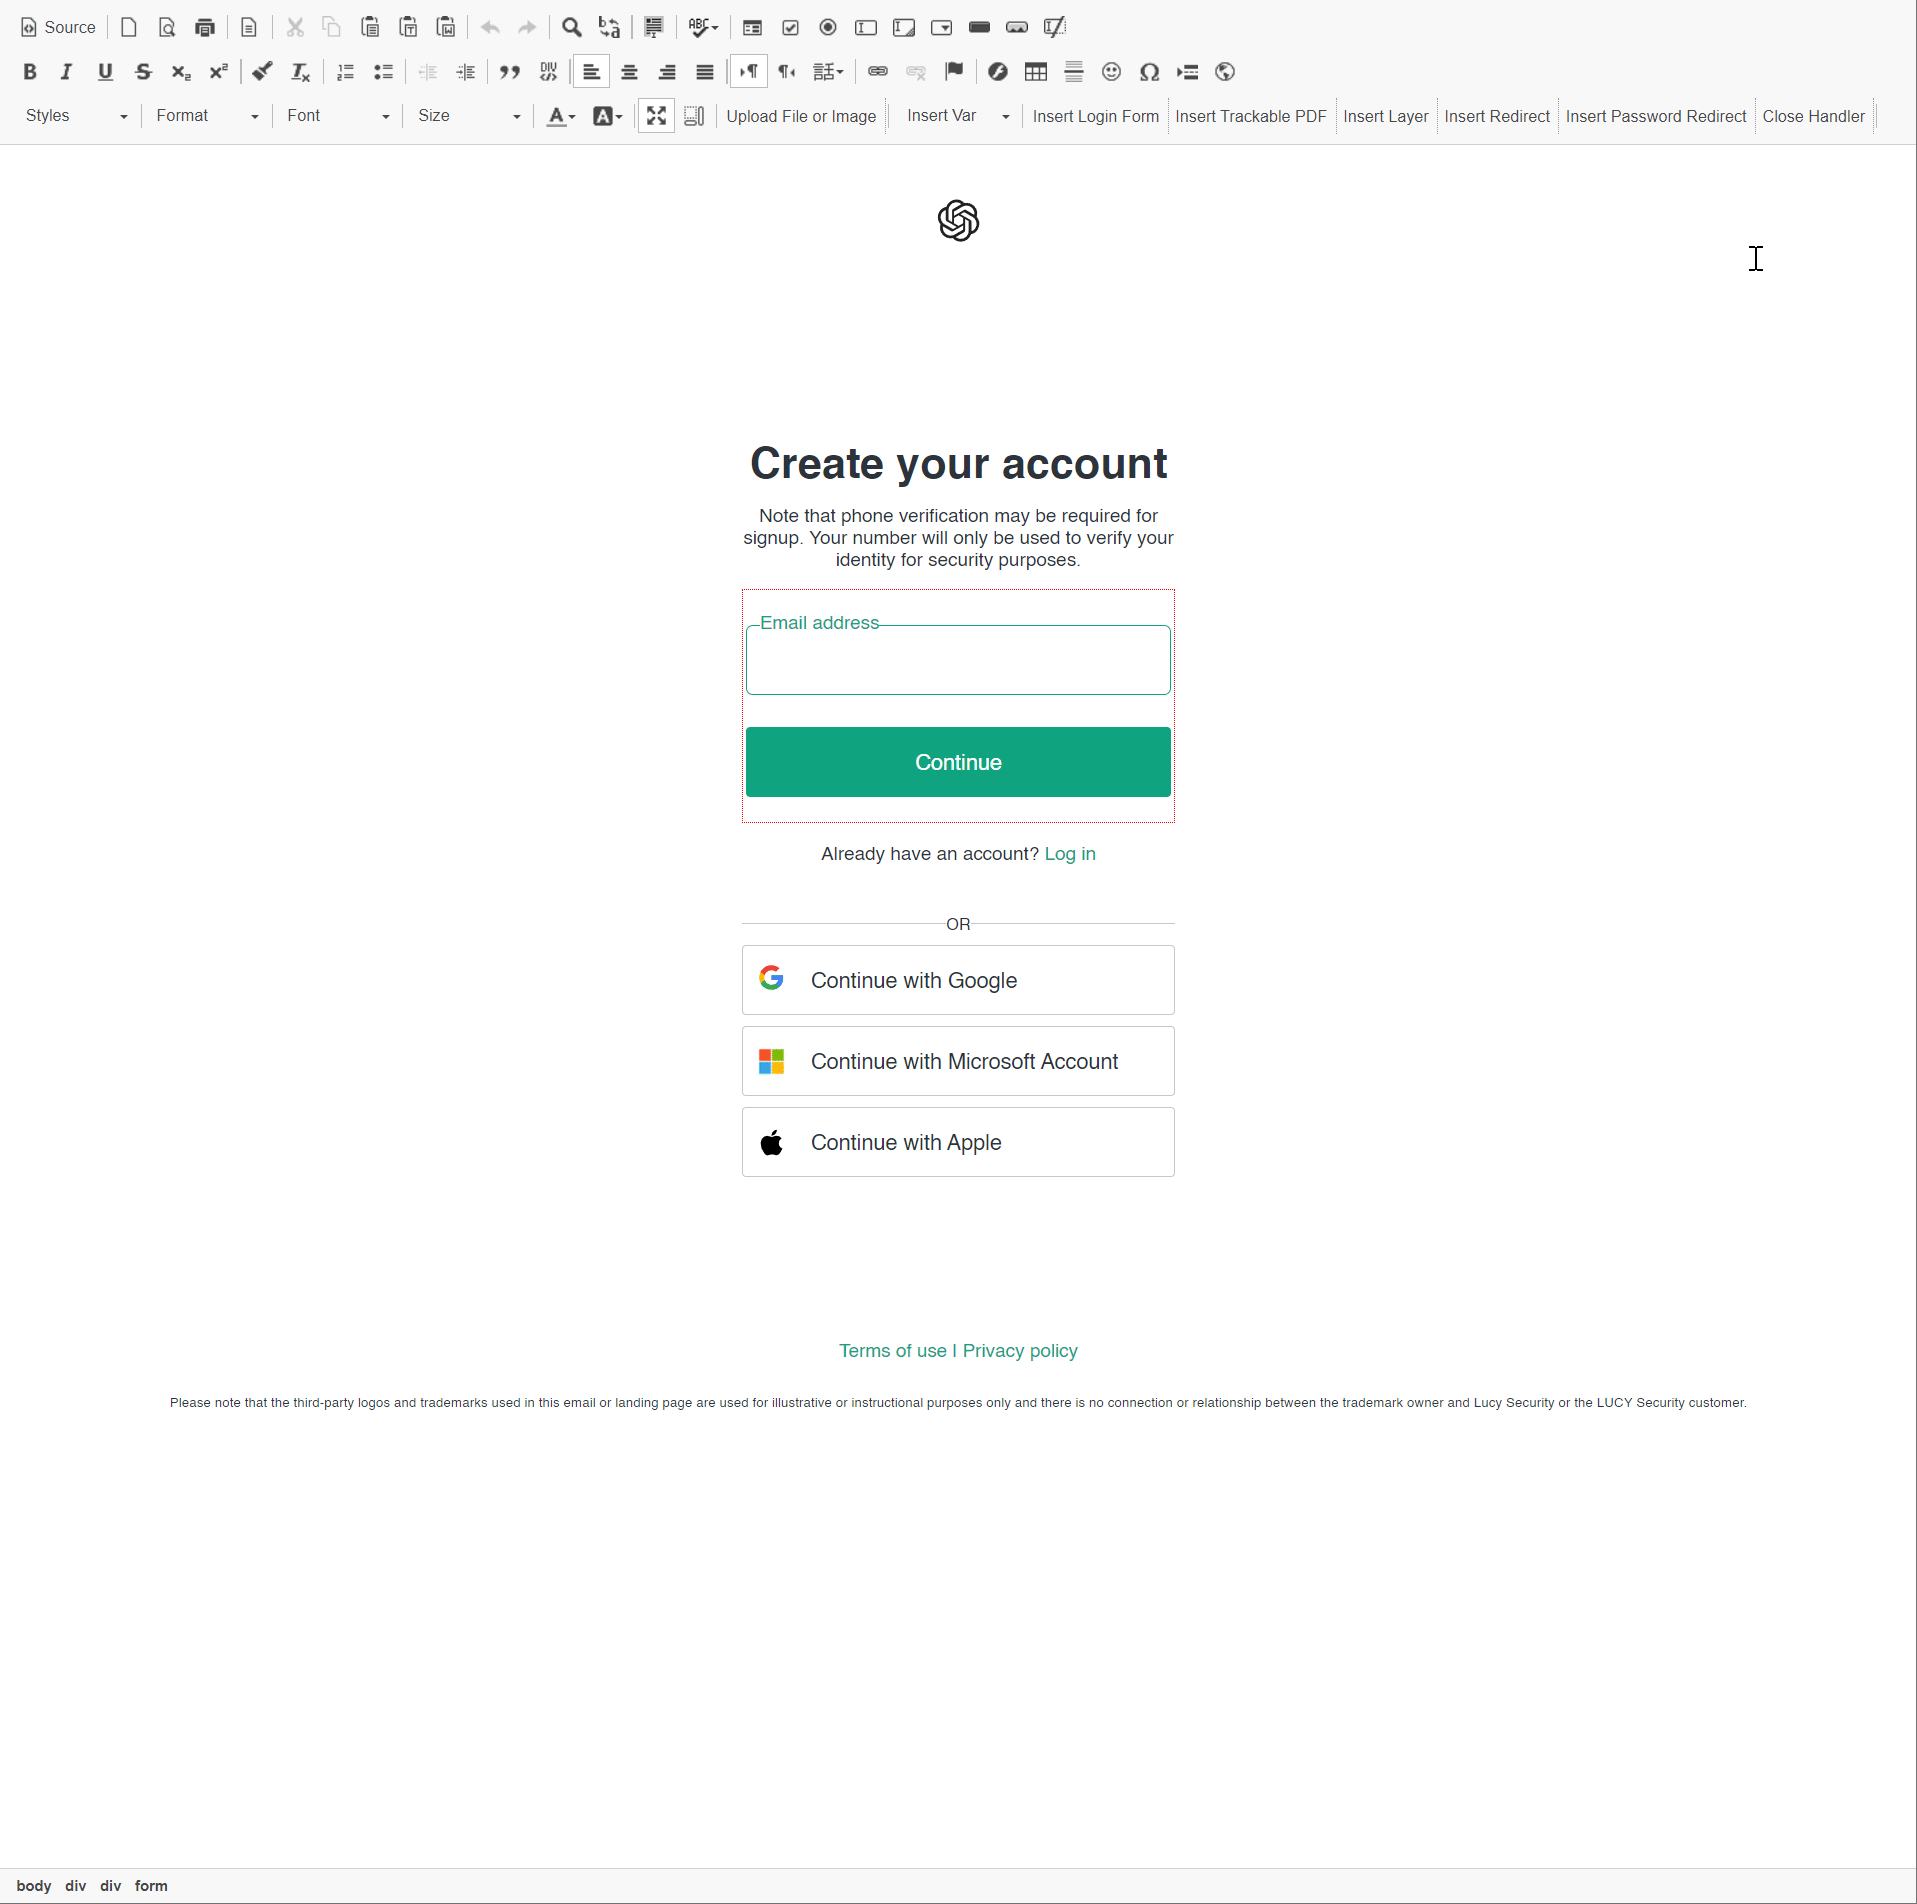 Source
Styles Format Font Size Upload File or Image Insert Var Insert Login Form Insert Trackable PDF Insert Layer Insert Redirect Insert Password Redirect Close Handler
Create your account
Note that phone verification may be required for
signup. Your number will only be used to verify your
identity for security purposes.
Email address
Continue
Already have an account? Log in
OR
Continue with Google
Continue with Microsoft Account
Continue with Apple
Terms of use I Privacy policy
Please note that the third-party logos and trademarks used in this email or landing page are used for illustrative or instructional purposes only and there is no connection or relationship between the trademark owner and Lucy Security or the LUCY Security customer.
body div div form